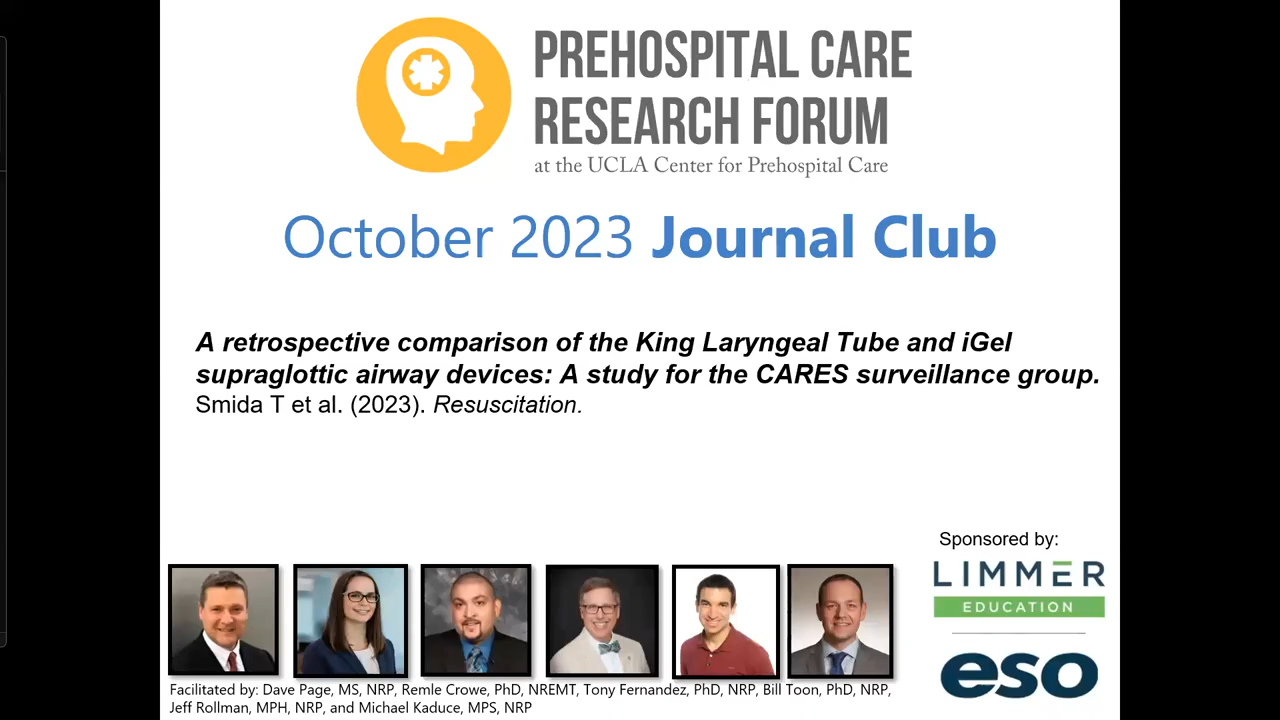 PREHOSPITAL CARE
RESEARCH FORUM
at the UCLA Center for Prehospital Care
October 2023 Journal Club
A retrospective comparison of the King Laryngeal Tube and iGel
supraglottic airway devices: A study for the CARES surveillance group.
Smida T et al. (2023). Resuscitation.
Sponsored by:
LIMMER
EDUCATION
eso
Facilitated by: Dave Page, MS, NRP, Remle Crowe, PhD, NREMT, Tony Fernandez, PhD, NRP, Bill Toon, PhD, NRP,
Jeff Rollman, MPH, NRP, and Michael Kaduce, MPS, NRP